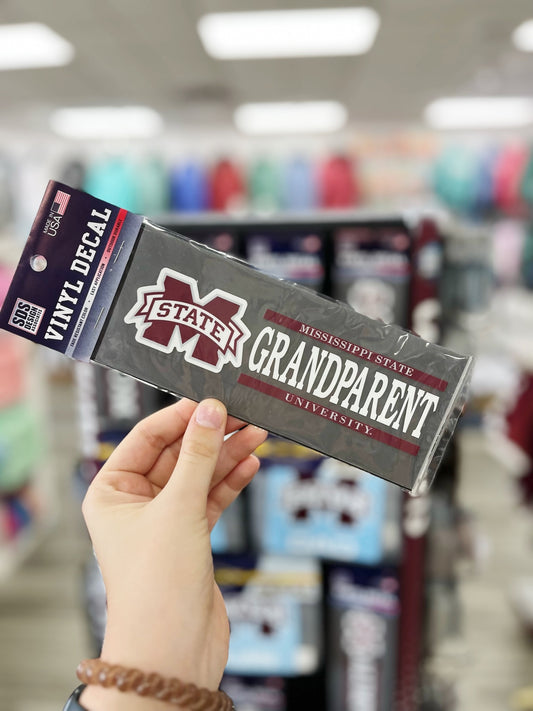 MADE IN
USA
VINYL DECAL
SDS
DESIGN
STATE
MISSISSIPPI STATE
GRANDPARENT
UNIVERSITY.